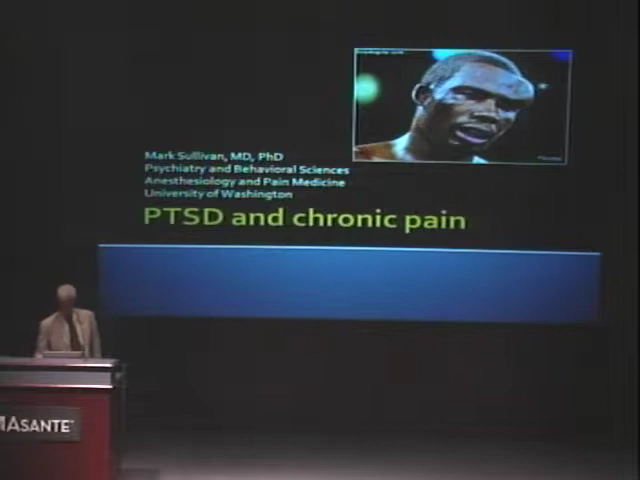 Mark Sullivan, MD, PhD
Psychiatry and Behavioral Sciences
Anesthesiology and Pain Medicine
University of Washington
PTSD and chronic pain
ASANTE